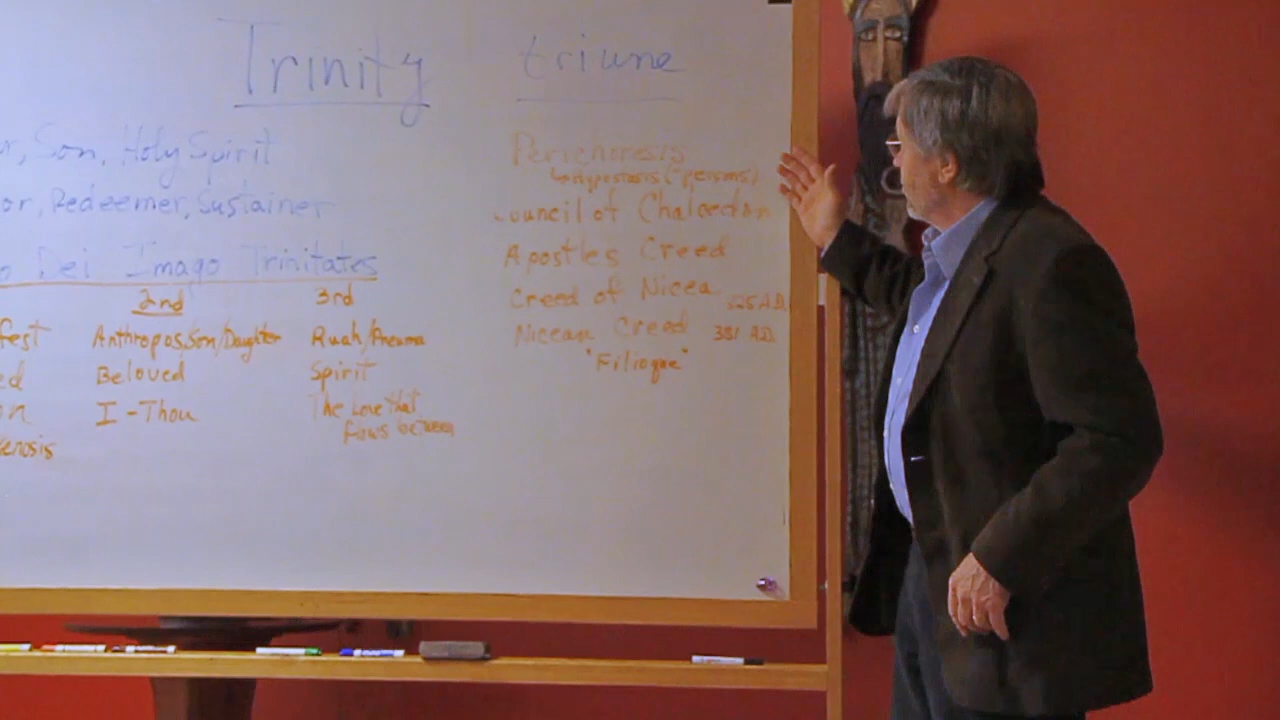 Trinity triune
r, Son, Holy Spirit
or, Redeemer, Sustainer
o Dei Imago Trinitates
2nd 3rd
fest Anthropos, Son/Daughter Ruah/Pneuma
ed Beloved Spirit
on I-Thou The Love that
flows between
enosis
Perichoresis
hypostasis (=persons)
Council of Chalcedon
Apostles Creed
Creed of Nicea 325 A.D.
Nicean Creed 381 A.D.
"Filioque"